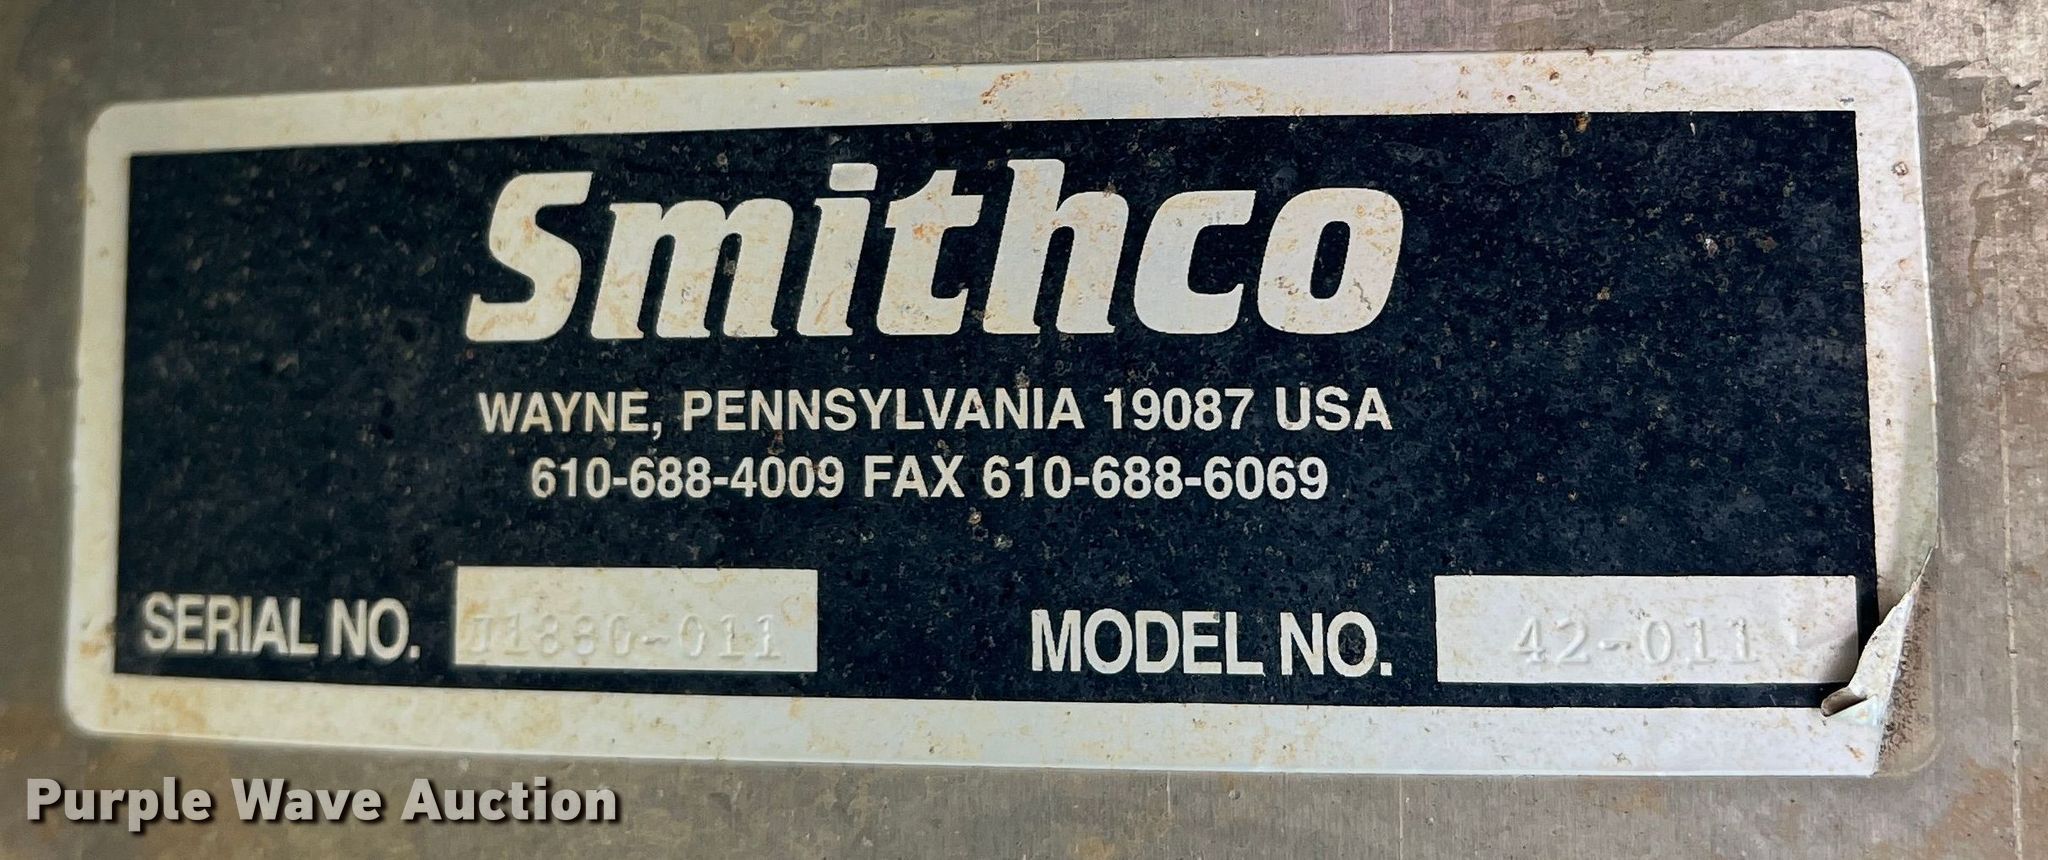 Smithco
WAYNE, PENNSYLVANIA 19087 USA
610-688-4009 FAX 610-688-6069
SERIAL NO. MODEL NO. 42-011
Purple Wave Auction